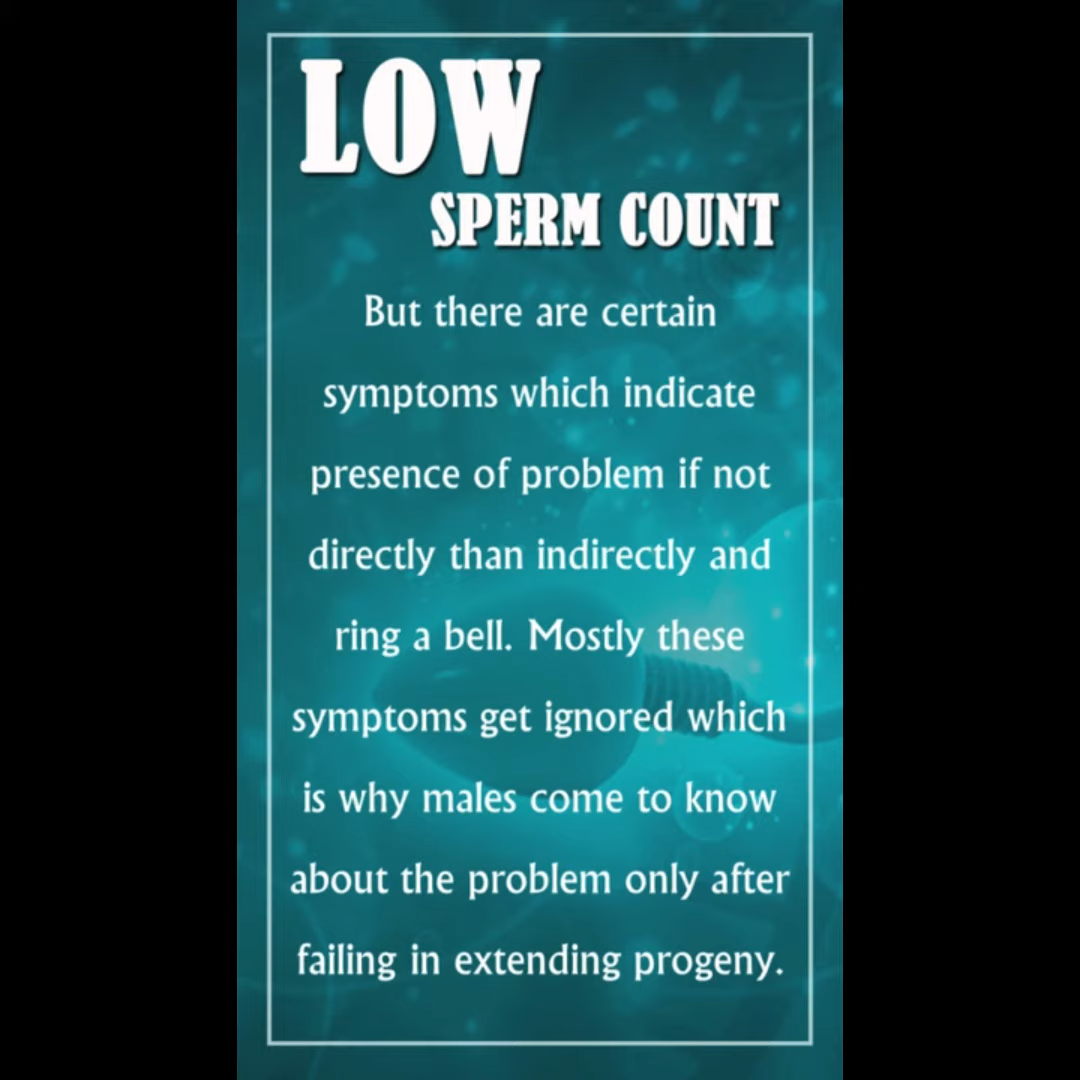 LOW
SPERM COUNT
But there are certain
symptoms which indicate
presence of problem if not
directly than indirectly and
ring a bell. Mostly these
symptoms get ignored which
is why males come to know
about the problem only after
failing in extending progeny.